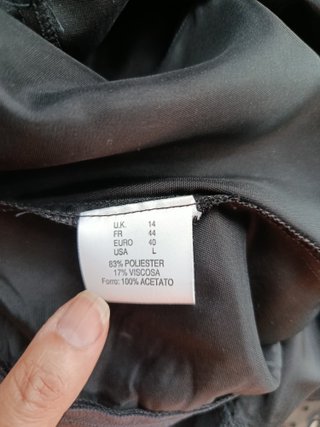 U.K. 14
FR 44
EURO 40
USA L
83% POLIESTER
17% VISCOSA
Forro: 100% ACETATO